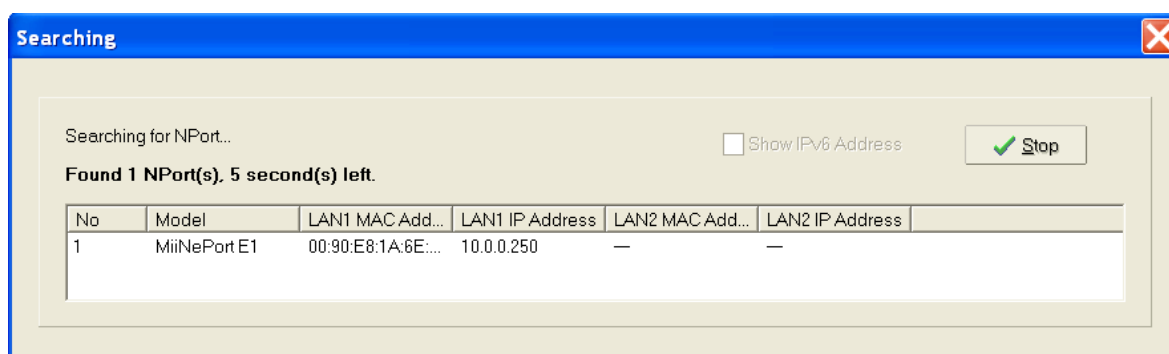 Searching
Searching for NPort...
Show IPv6 Address
Stop
Found 1 NPort(s), 5 second(s) left.
No Model LAN1 MAC Add... LAN1 IP Address LAN2 MAC Add... LAN2 IP Address
1 MiiNePort E1 00:90:E8:1A:6E:... 10.0.0.250 — —